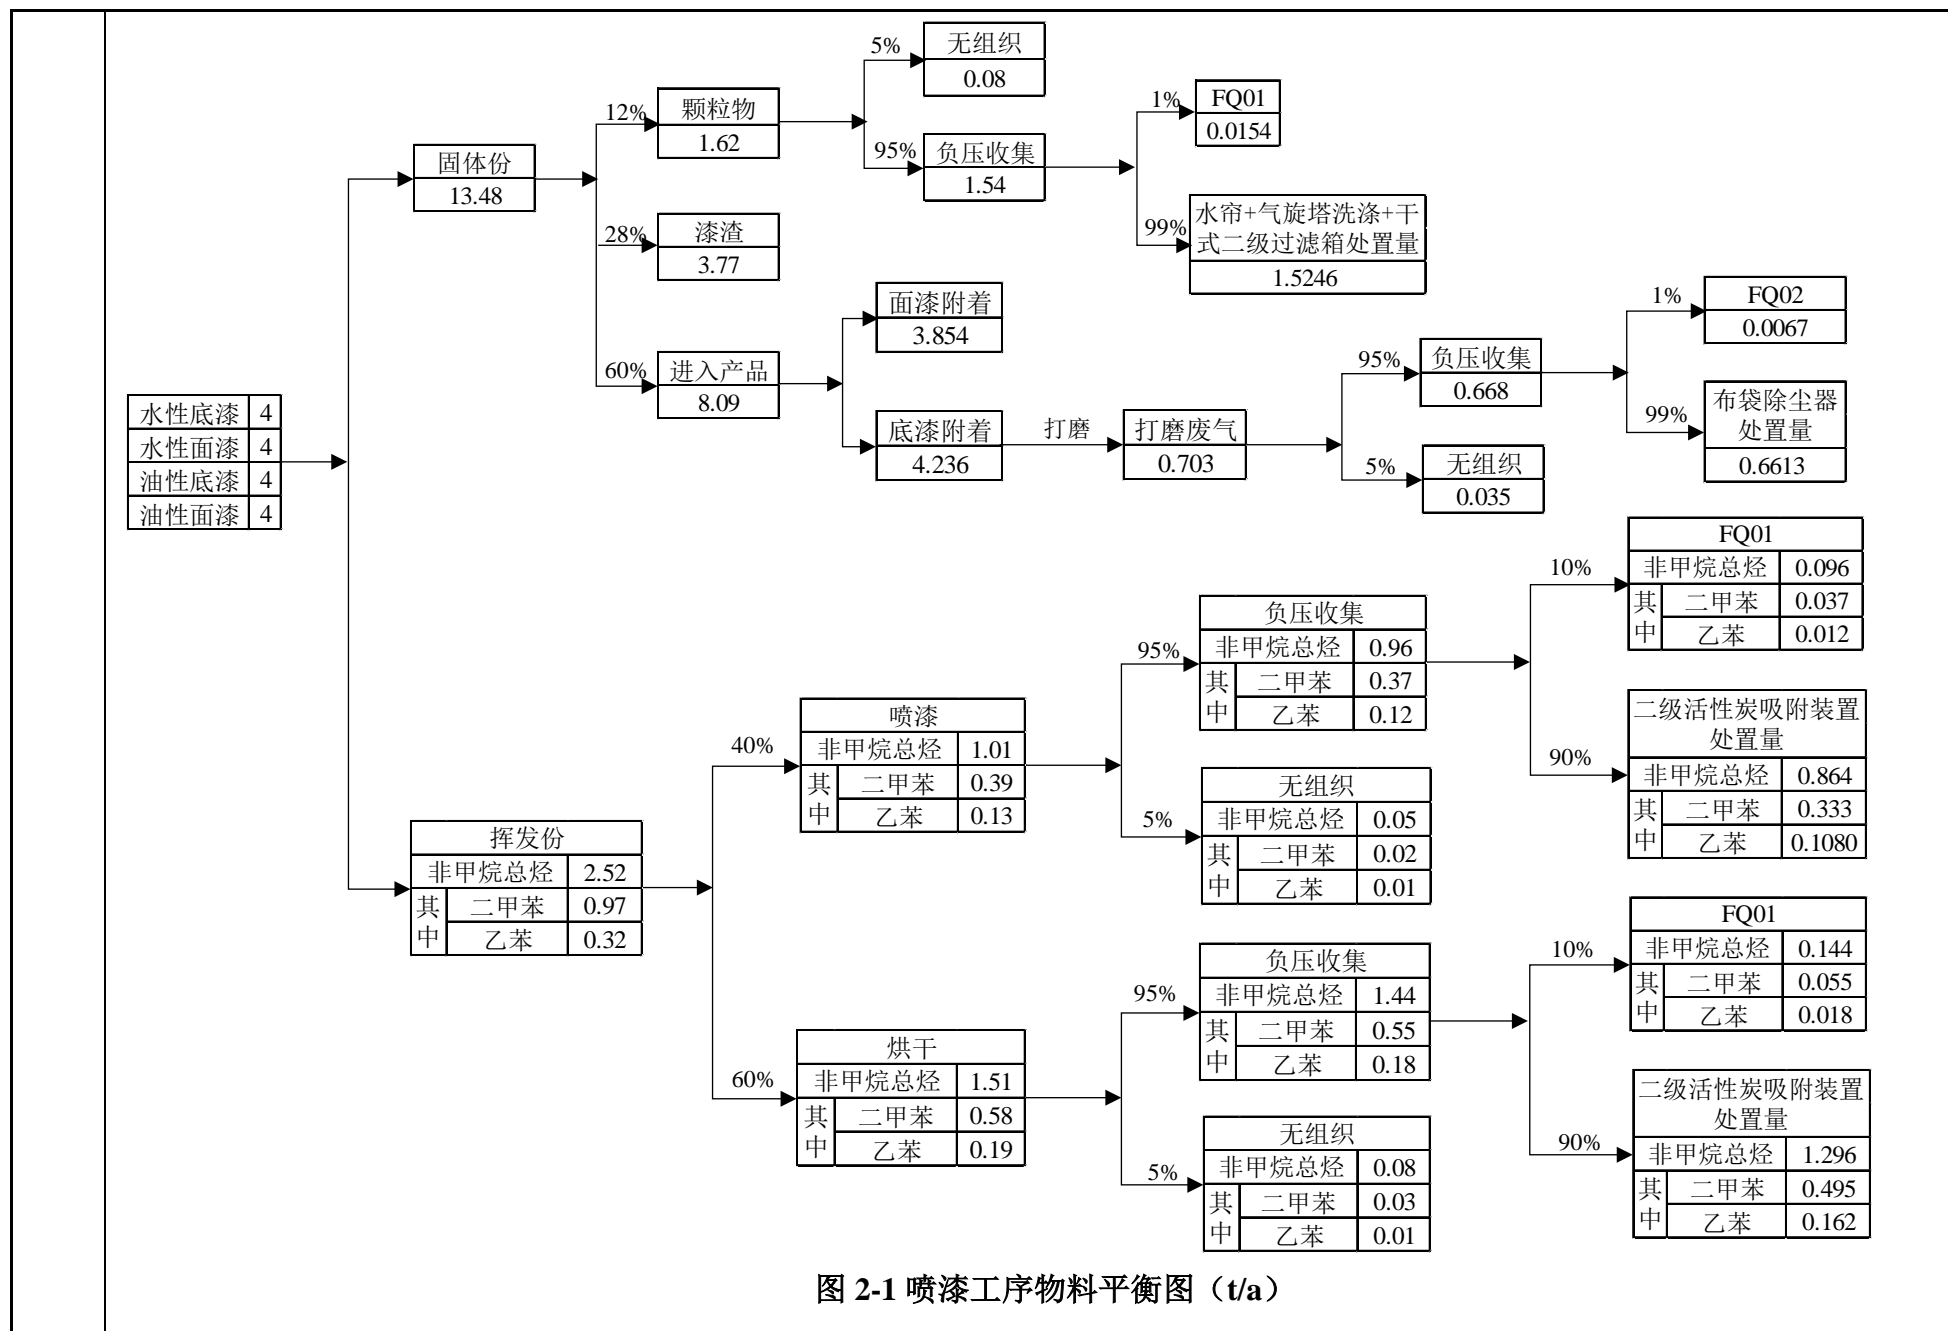 5%
无组织
0.08
12%
颗粒物
1.62
95%
负压收集
1.54
1%
FQ01
0.0154
99%
水帘+气旋塔洗涤+干
式二级过滤箱处置量
1.5246
固体份
13.48
28%
漆渣
3.77
60%
进入产品
8.09
面漆附着
3.854
底漆附着
4.236
打磨
打磨废气
0.703
95%
负压收集
0.668
5%
无组织
0.035
1%
FQ02
0.0067
99%
布袋除尘器
处置量
0.6613
水性底漆 4
水性面漆 4
油性底漆 4
油性面漆 4
挥发份
非甲烷总烃 2.52
其中
二甲苯 0.97
乙苯 0.32
40%
喷漆
非甲烷总烃 1.01
其中
二甲苯 0.39
乙苯 0.13
95%
负压收集
非甲烷总烃 0.96
其中
二甲苯 0.37
乙苯 0.12
5%
无组织
非甲烷总烃 0.05
其中
二甲苯 0.02
乙苯 0.01
10%
FQ01
非甲烷总烃 0.096
其中
二甲苯 0.037
乙苯 0.012
90%
二级活性炭吸附装置
处置量
非甲烷总烃 0.864
其中
二甲苯 0.333
乙苯 0.1080
60%
烘干
非甲烷总烃 1.51
其中
二甲苯 0.58
乙苯 0.19
95%
负压收集
非甲烷总烃 1.44
其中
二甲苯 0.55
乙苯 0.18
5%
无组织
非甲烷总烃 0.08
其中
二甲苯 0.03
乙苯 0.01
10%
FQ01
非甲烷总烃 0.144
其中
二甲苯 0.055
乙苯 0.018
90%
二级活性炭吸附装置
处置量
非甲烷总烃 1.296
其中
二甲苯 0.495
乙苯 0.162
图 2-1 喷漆工序物料平衡图（t/a）